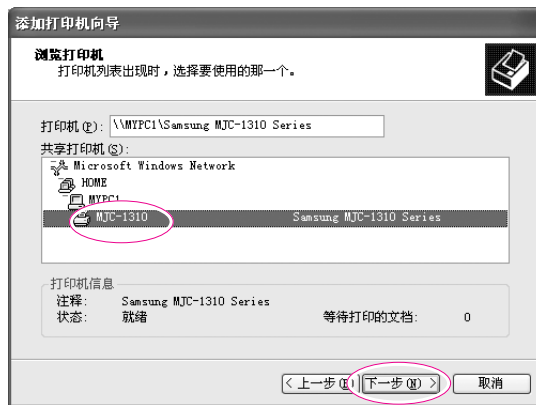 添加打印机向导
浏览打印机
打印机列表出现时，选择要使用的那一个。
打印机(P): \\MYPC1\Samsung MJC-1310 Series
共享打印机(S):
Microsoft Windows Network
HOME
MYPC1
MJC-1310 Samsung MJC-1310 Series
打印机信息
注释: Samsung MJC-1310 Series
状态: 就绪 等待打印的文档: 0
< 上一步(B) 下一步(N) > 取消